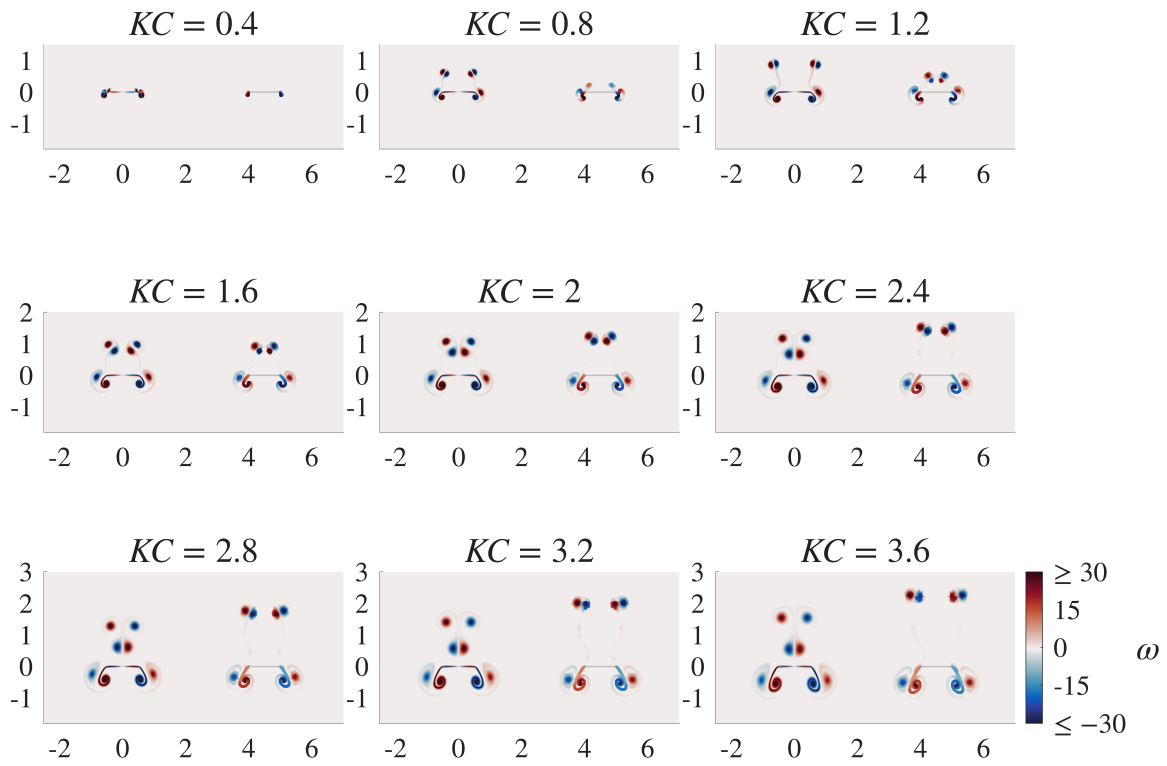 KC = 0.4 KC = 0.8 KC = 1.2
1 1 1
0 0 0
-1 -1 -1
-2 0 2 4 6 -2 0 2 4 6 -2 0 2 4 6
KC = 1.6 KC = 2 KC = 2.4
2 2 2
1 1 1
0 0 0
-1 -1 -1
-2 0 2 4 6 -2 0 2 4 6 -2 0 2 4 6
KC = 2.8 KC = 3.2 KC = 3.6
3 3 3 ≥ 30
2 2 2 15
1 1 1 0 ω
0 0 0 -15
-1 -1 -1 ≤ −30
-2 0 2 4 6 -2 0 2 4 6 -2 0 2 4 6